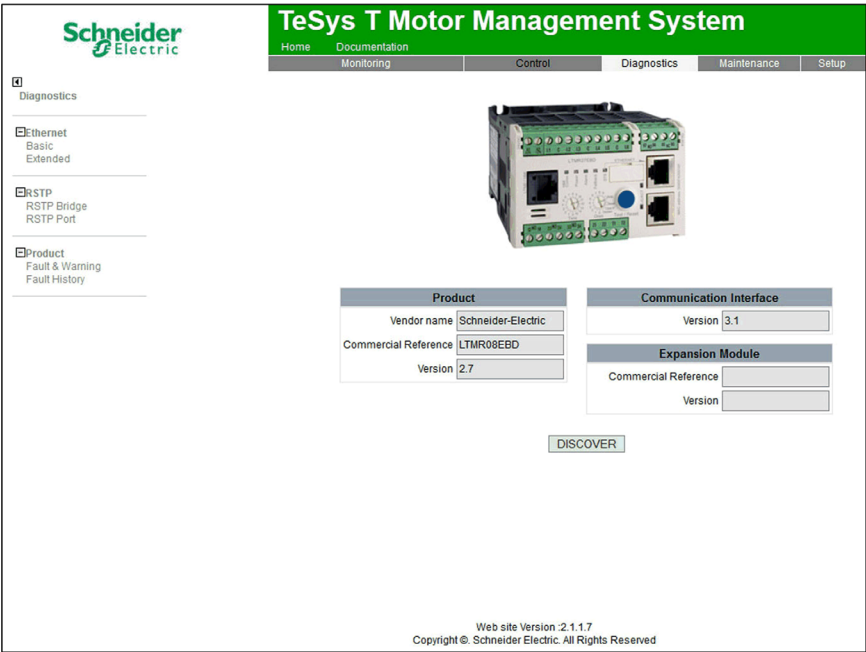 Schneider
Electric
TeSys T Motor Management System
Home Documentation
Monitoring Control Diagnostics Maintenance Setup
Diagnostics
Ethernet
Basic
Extended
RSTP
RSTP Bridge
RSTP Port
Product
Fault & Warning
Fault History
Product
Vendor name Schneider-Electric
Commercial Reference LTMR08EBD
Version 2.7
Communication Interface
Version 3.1
Expansion Module
Commercial Reference
Version
DISCOVER
Web site Version :2.1.1.7
Copyright ©. Schneider Electric. All Rights Reserved